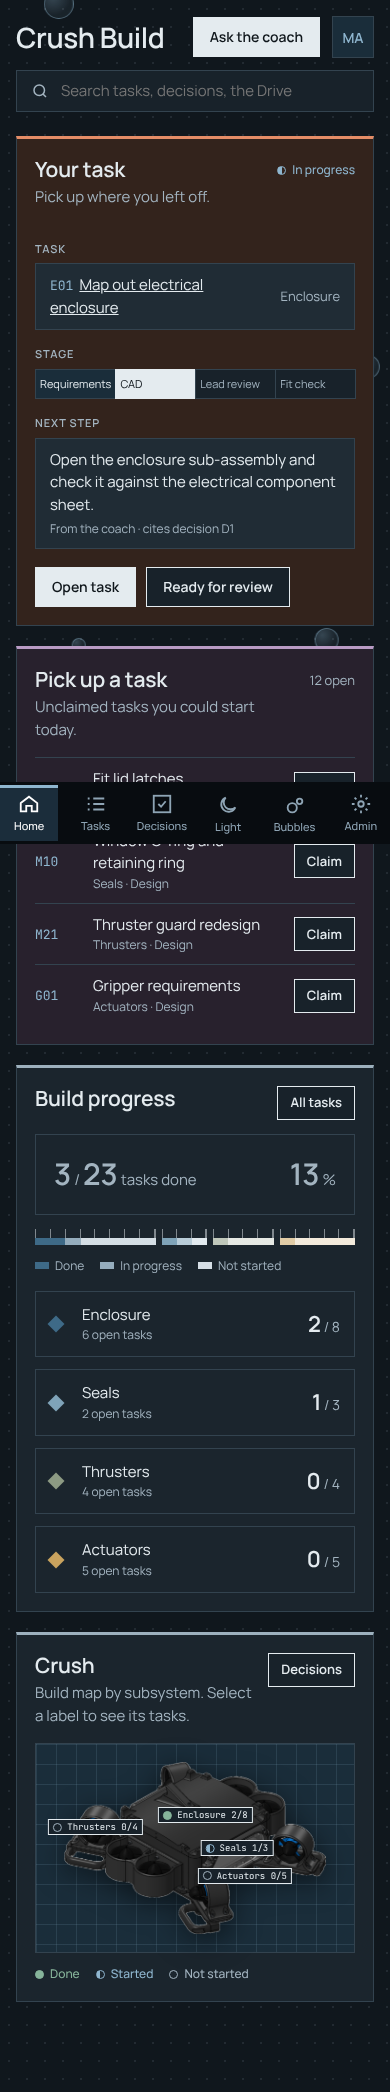 Crush Build
Ask the coach
MA
Search tasks, decisions, the Drive
Your task
In progress
Pick up where you left off.
TASK
E01 Map out electrical
enclosure
Enclosure
STAGE
Requirements
CAD
Lead review
Fit check
NEXT STEP
Open the enclosure sub-assembly and
check it against the electrical component
sheet.
From the coach · cites decision D1
Open task
Ready for review
Pick up a task
12 open
Unclaimed tasks you could start
today.
Fit lid latches
Home
Tasks
Decisions
Light
Bubbles
Admin
M10
Window O-ring and
retaining ring
Seals · Design
Claim
M21
Thruster guard redesign
Thrusters · Design
Claim
G01
Gripper requirements
Actuators · Design
Claim
Build progress
All tasks
3 / 23 tasks done
13 %
Done
In progress
Not started
Enclosure
6 open tasks
2 / 8
Seals
2 open tasks
1 / 3
Thrusters
4 open tasks
0 / 4
Actuators
5 open tasks
0 / 5
Crush
Decisions
Build map by subsystem. Select
a label to see its tasks.
Enclosure 2/8
Thrusters 0/4
Seals 1/3
Actuators 0/5
Done
Started
Not started